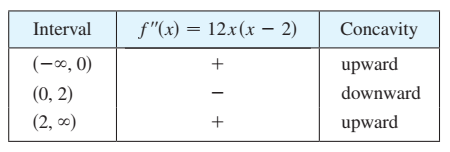 Interval f″(x) = 12x(x − 2) Concavity
(−∞, 0) + upward
(0, 2) − downward
(2, ∞) + upward